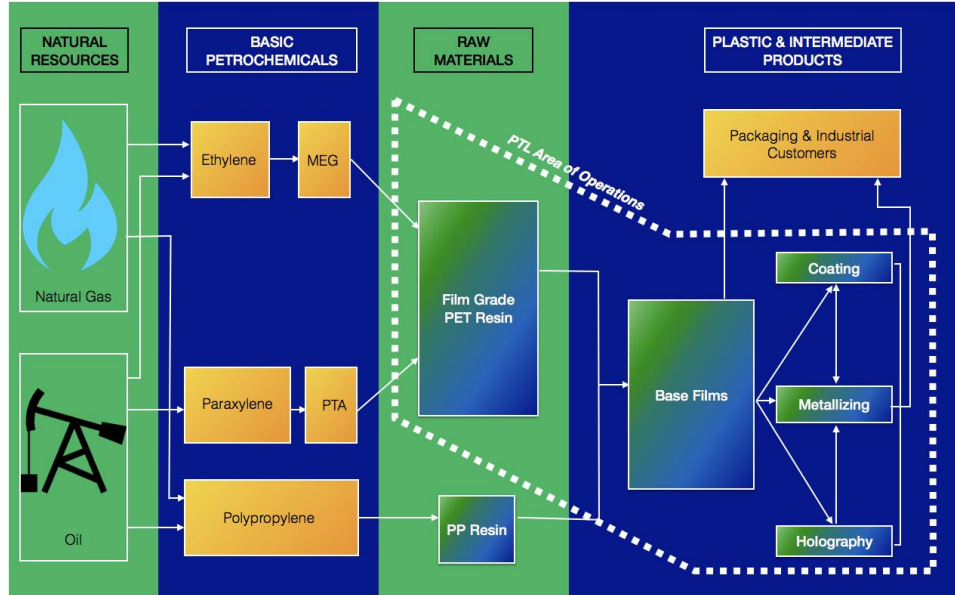 NATURAL
RESOURCES
BASIC
PETROCHEMICALS
RAW
MATERIALS
PLASTIC & INTERMEDIATE
PRODUCTS
Natural Gas
Oil
Ethylene
MEG
Paraxylene
PTA
Polypropylene
PTL Area of Operations
Film Grade
PET Resin
PP Resin
Packaging & Industrial
Customers
Base Films
Coating
Metallizing
Holography